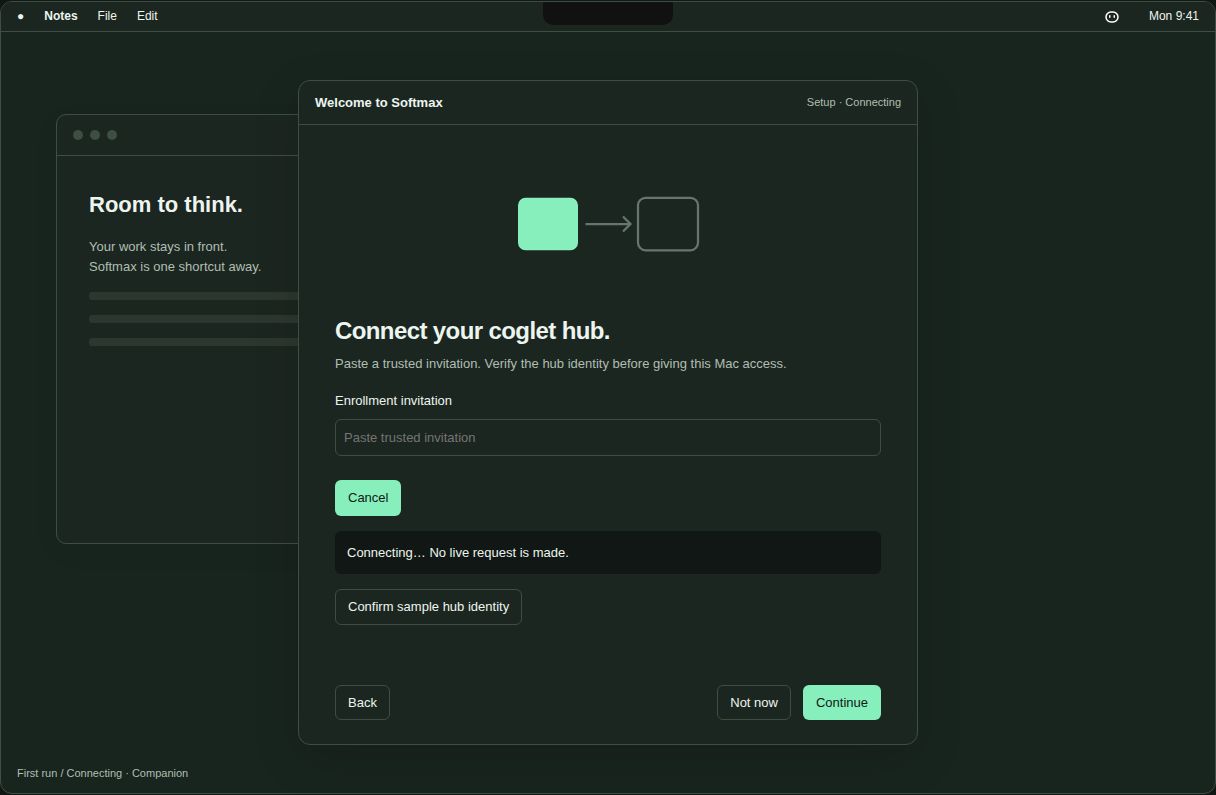 Notes File Edit
Mon 9:41
Welcome to Softmax
Setup · Connecting
Room to think.
Your work stays in front.
Softmax is one shortcut away.
Connect your coglet hub.
Paste a trusted invitation. Verify the hub identity before giving this Mac access.
Enrollment invitation
Paste trusted invitation
Cancel
Connecting… No live request is made.
Confirm sample hub identity
Back
Not now
Continue
First run / Connecting · Companion